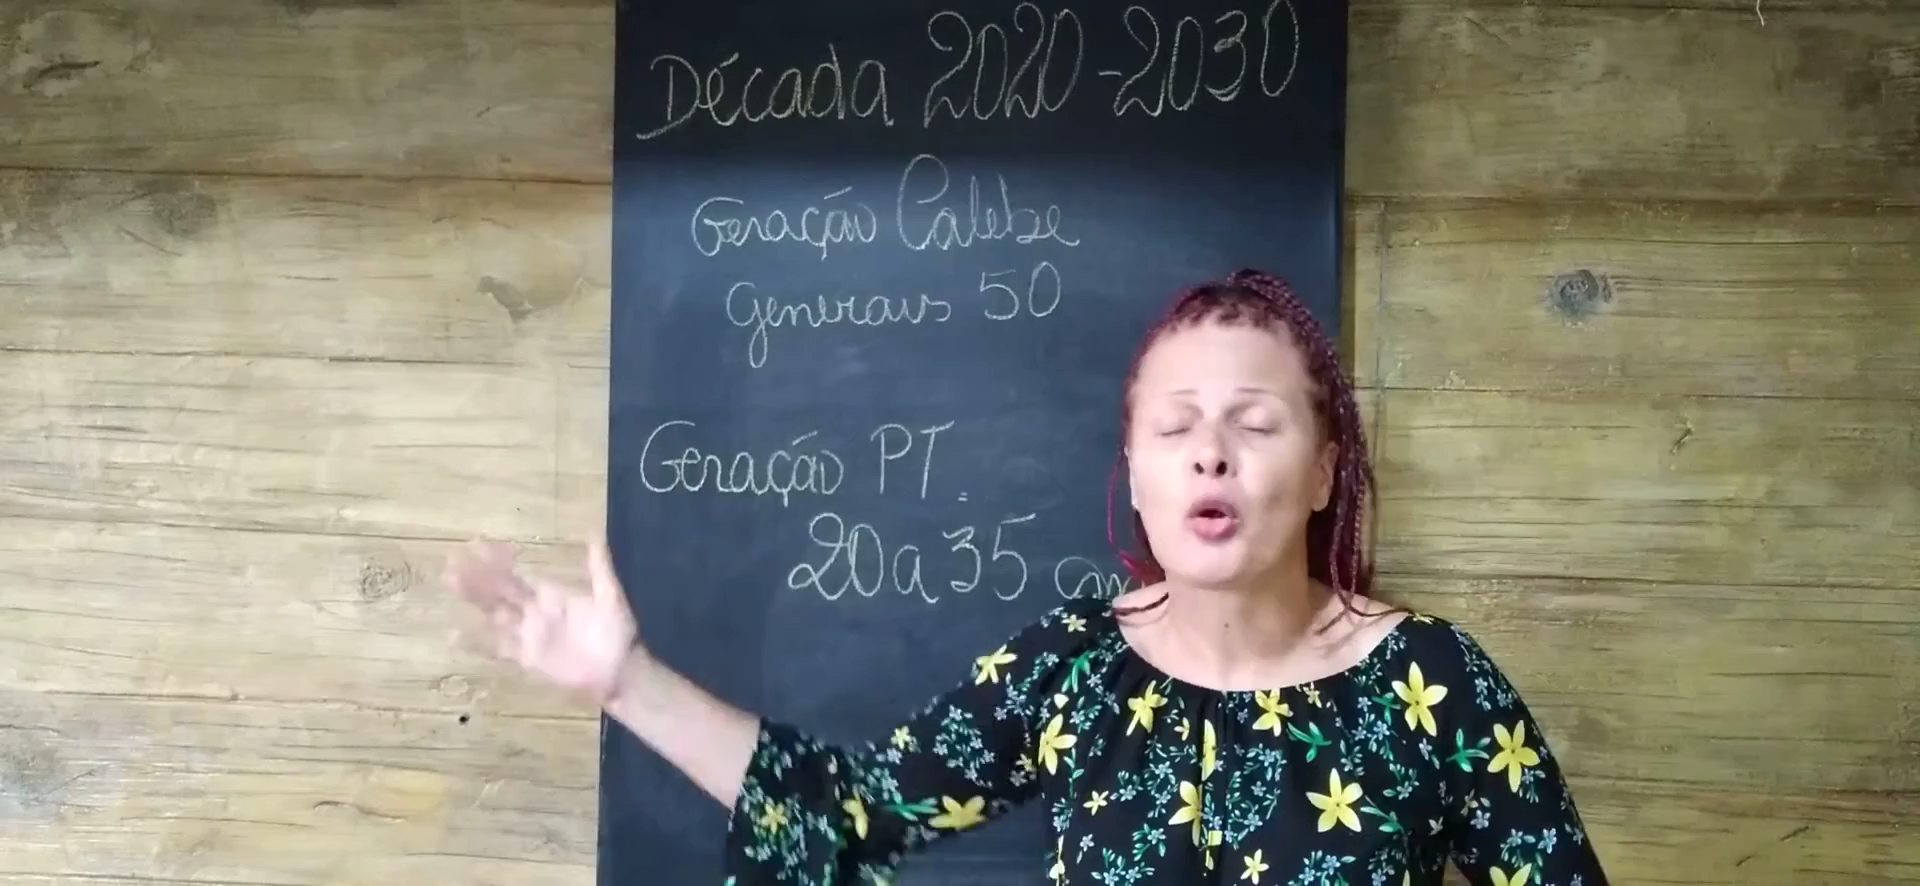 Década 2020-2030
Geração Calebe
Generais 50
Geração PT.
20 a 35